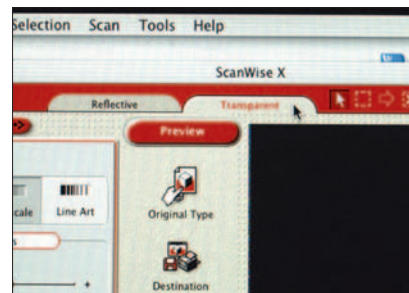 Selection Scan Tools Help
ScanWise X
Reflective Transparent
Preview
Original Type
cale Line Art
s
Destination